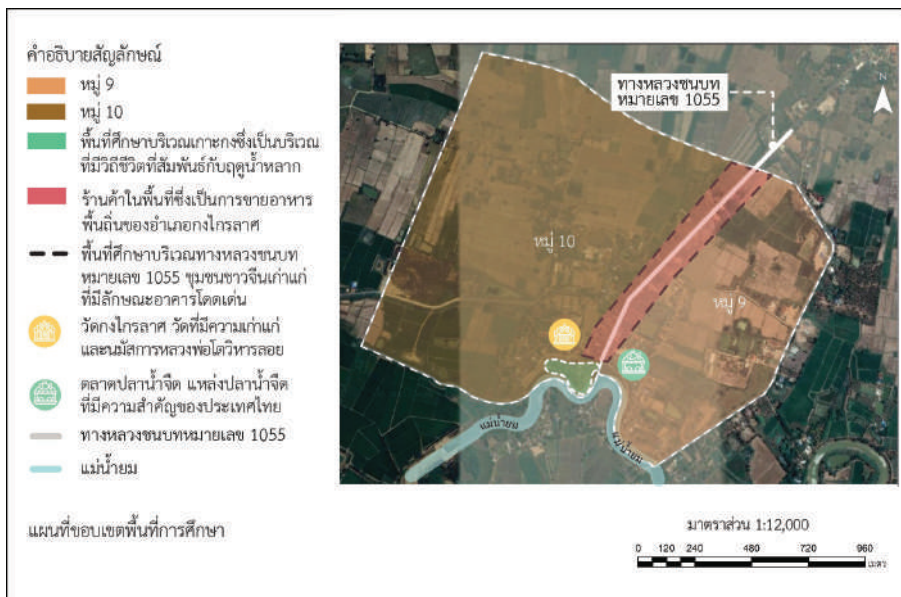 คำอธิบายสัญลักษณ์
หมู่ 9
หมู่ 10
พื้นที่ศึกษาบริเวณเกาะกงซึ่งเป็นบริเวณ
ที่มีวิถีชีวิตที่สัมพันธ์กับฤดูน้ำหลาก
ร้านค้าในพื้นที่ซึ่งเป็นการขายอาหาร
พื้นถิ่นของอำเภอกงไกรลาศ
พื้นที่ศึกษาบริเวณทางหลวงชนบท
หมายเลข 1055 ชุมชนชาวจีนเก่าแก่
ที่มีลักษณะอาคารโดดเด่น
วัดกงไกรลาศ วัดที่มีความเก่าแก่
และนมัสการหลวงพ่อโตวิหารลอย
ตลาดปลาน้ำจืด แหล่งปลาน้ำจืด
ที่มีความสำคัญของประเทศไทย
ทางหลวงชนบทหมายเลข 1055
แม่น้ำยม
แผนที่ขอบเขตพื้นที่การศึกษา
ทางหลวงชนบท
หมายเลข 1055
N
หมู่ 10
หมู่ 9
แม่น้ำยม
แม่น้ำยม
มาตราส่วน 1:12,000
0 120 240 480 720 960
เมตร